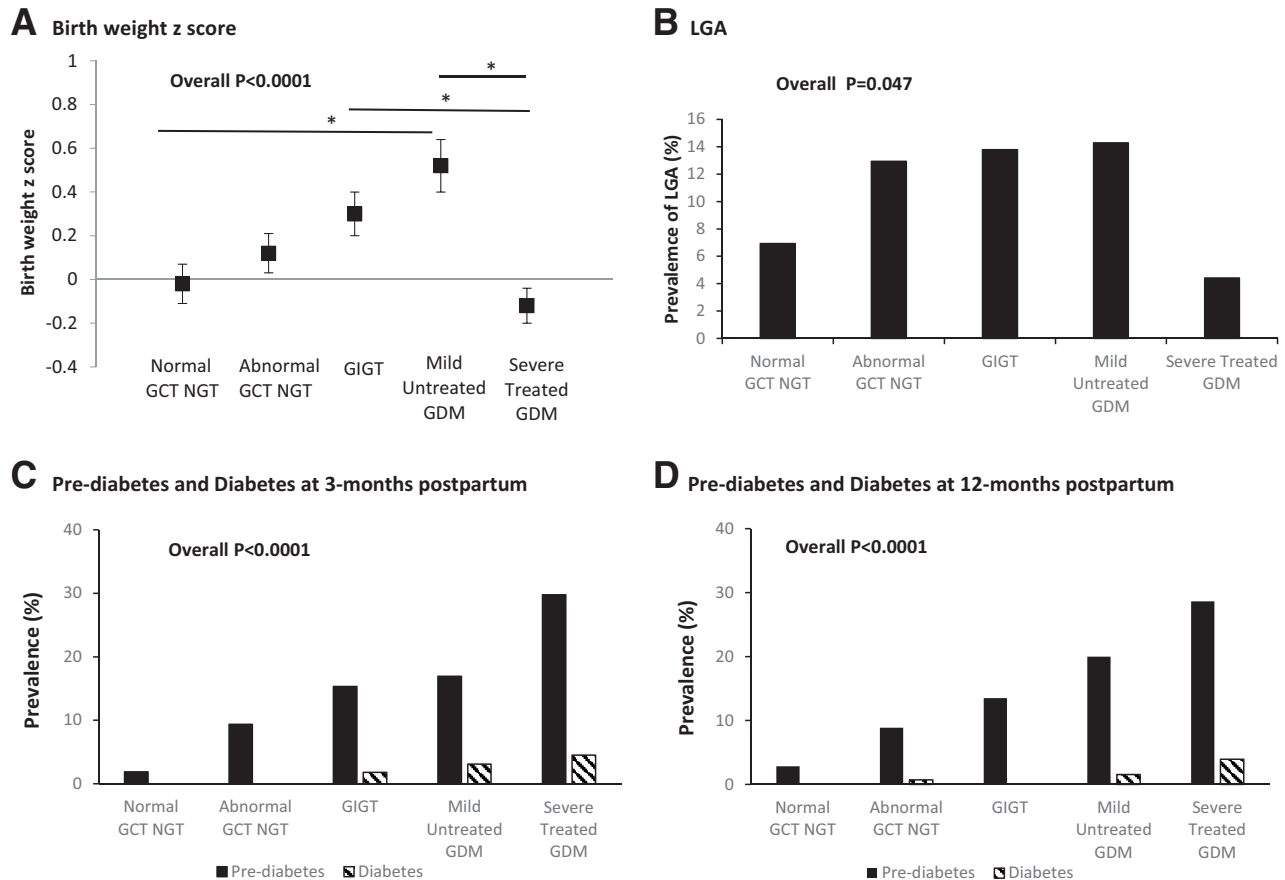 A Birth weight z score
Overall P<0.0001
*
*
*
Birth weight z score
1
0.8
0.6
0.4
0.2
0
-0.2
-0.4
Normal
GCT NGT
Abnormal
GCT NGT
GIGT
Mild
Untreated
GDM
Severe
Treated
GDM
B LGA
Overall P=0.047
Prevalemce of LGA (%)
16
14
12
10
8
6
4
2
0
Normal
GCT NGT
Abnormal
GCT NGT
GIGT
Mild
Untreated
GDM
Severe Treated
GDM
C Pre-diabetes and Diabetes at 3-months postpartum
Overall P<0.0001
Prevalence (%)
40
30
20
10
0
Normal
GCT NGT
Abnormal
GCT NGT
GIGT
Mild
Untreated
GDM
Severe
Treated
GDM
Pre-diabetes Diabetes
D Pre-diabetes and Diabetes at 12-months postpartum
Overall P<0.0001
Prevalence (%)
40
30
20
10
0
Normal
GCT NGT
Abnormal
GCT NGT
GIGT
Mild
Untreated
GDM
Severe
Treated
GDM
Pre-diabetes Diabetes